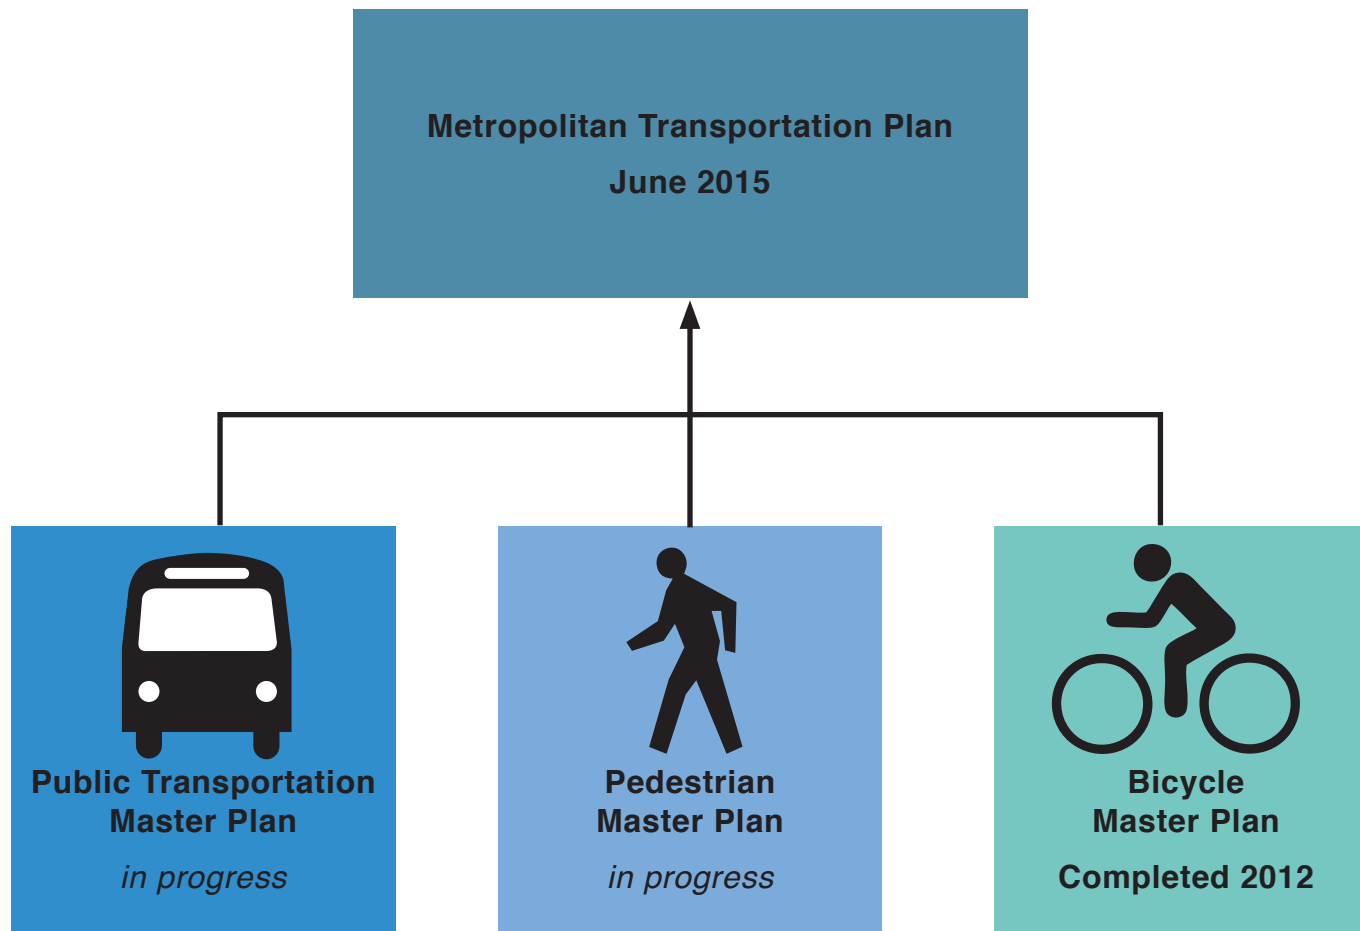 Metropolitan Transportation Plan
June 2015
Public Transportation
Master Plan
in progress
Pedestrian
Master Plan
in progress
Bicycle
Master Plan
Completed 2012